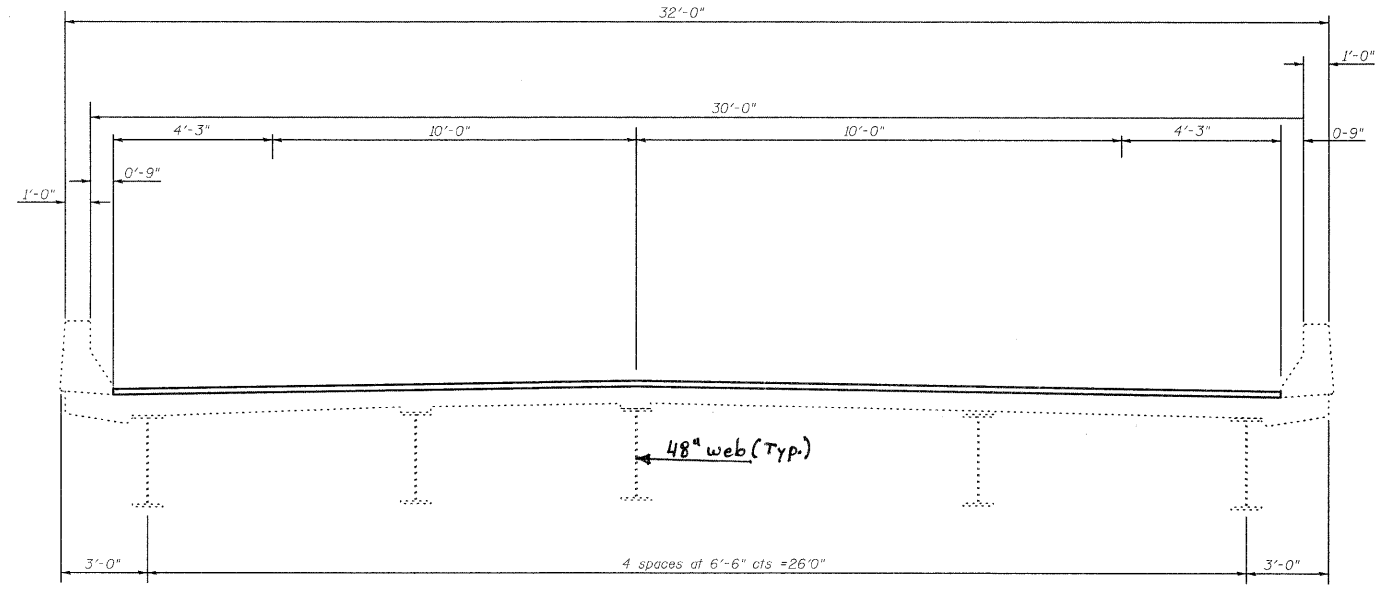 32'-0"
1'-0"
30'-0"
4'-3" 10'-0" 10'-0" 4'-3" 0-9"
0'-9"
1'-0"
48" web (Typ.)
3'-0" 4 spaces at 6'-6" cts =26'0" 3'-0"